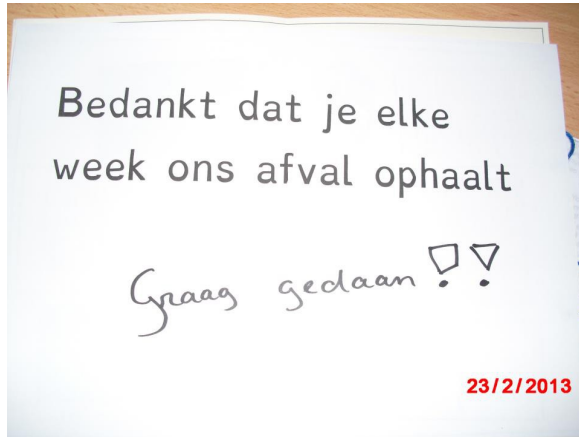 Bedankt dat je elke
week ons afval ophaalt
Graag gedaan!!
23/2/2013